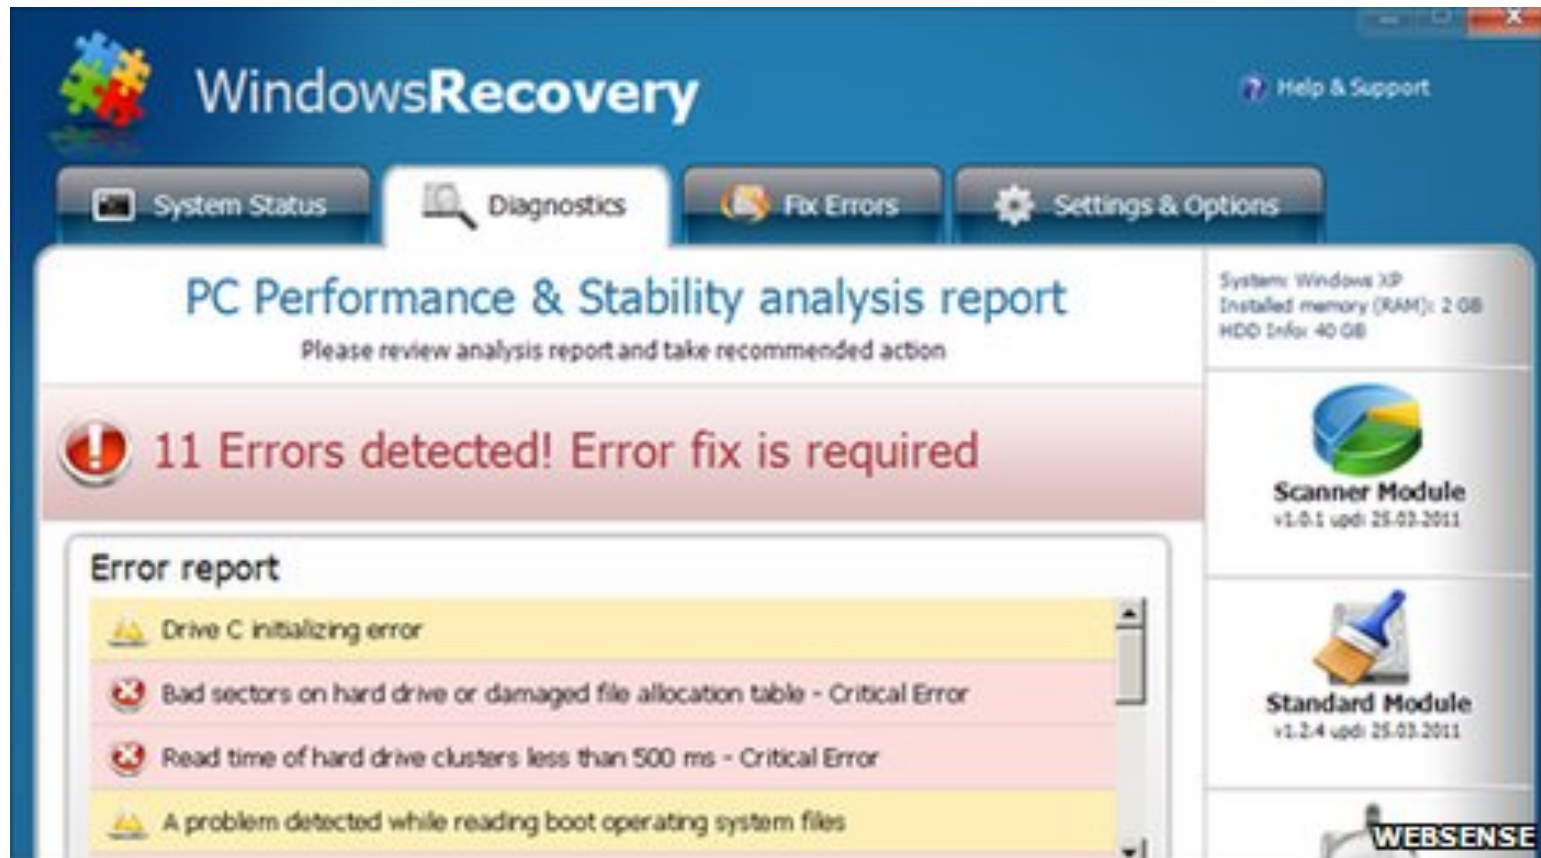 WindowsRecovery
Help & Support
System Status
Diagnostics
Fix Errors
Settings & Options
PC Performance & Stability analysis report
Please review analysis report and take recommended action
System: Windows XP
Installed memory (RAM): 2 GB
HDD Info: 40 GB
11 Errors detected! Error fix is required
Scanner Module
v1.0.1 upd: 25.03.2011
Error report
Drive C initializing error
Bad sectors on hard drive or damaged file allocation table - Critical Error
Read time of hard drive clusters less than 500 ms - Critical Error
A problem detected while reading boot operating system files
Standard Module
v1.2.4 upd: 25.03.2011
WEBSENSE